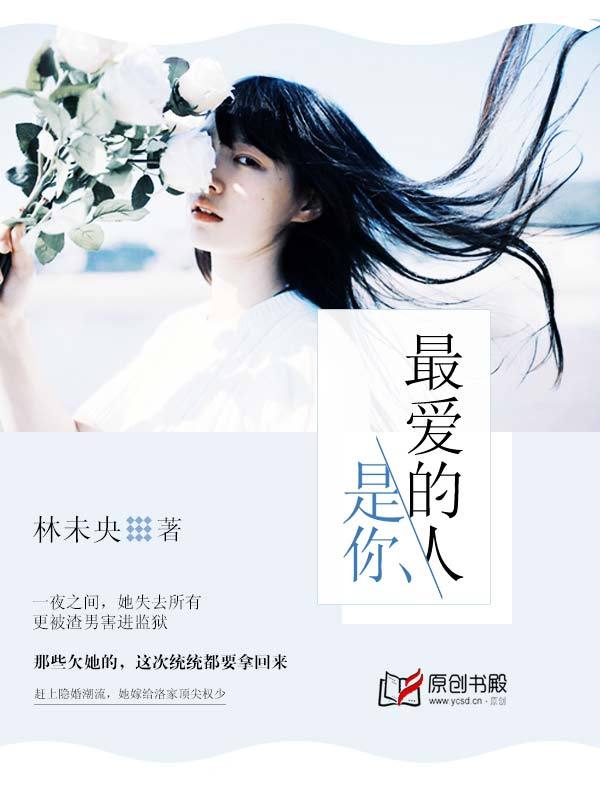 最爱的人
是你、
林未央 著
一夜之间，她失去所有
更被渣男害进监狱
那些欠她的，这次统统都要拿回来
赶上隐婚潮流，她嫁给洛家顶尖权少
原创书殿
www.ycsd.cn·原创